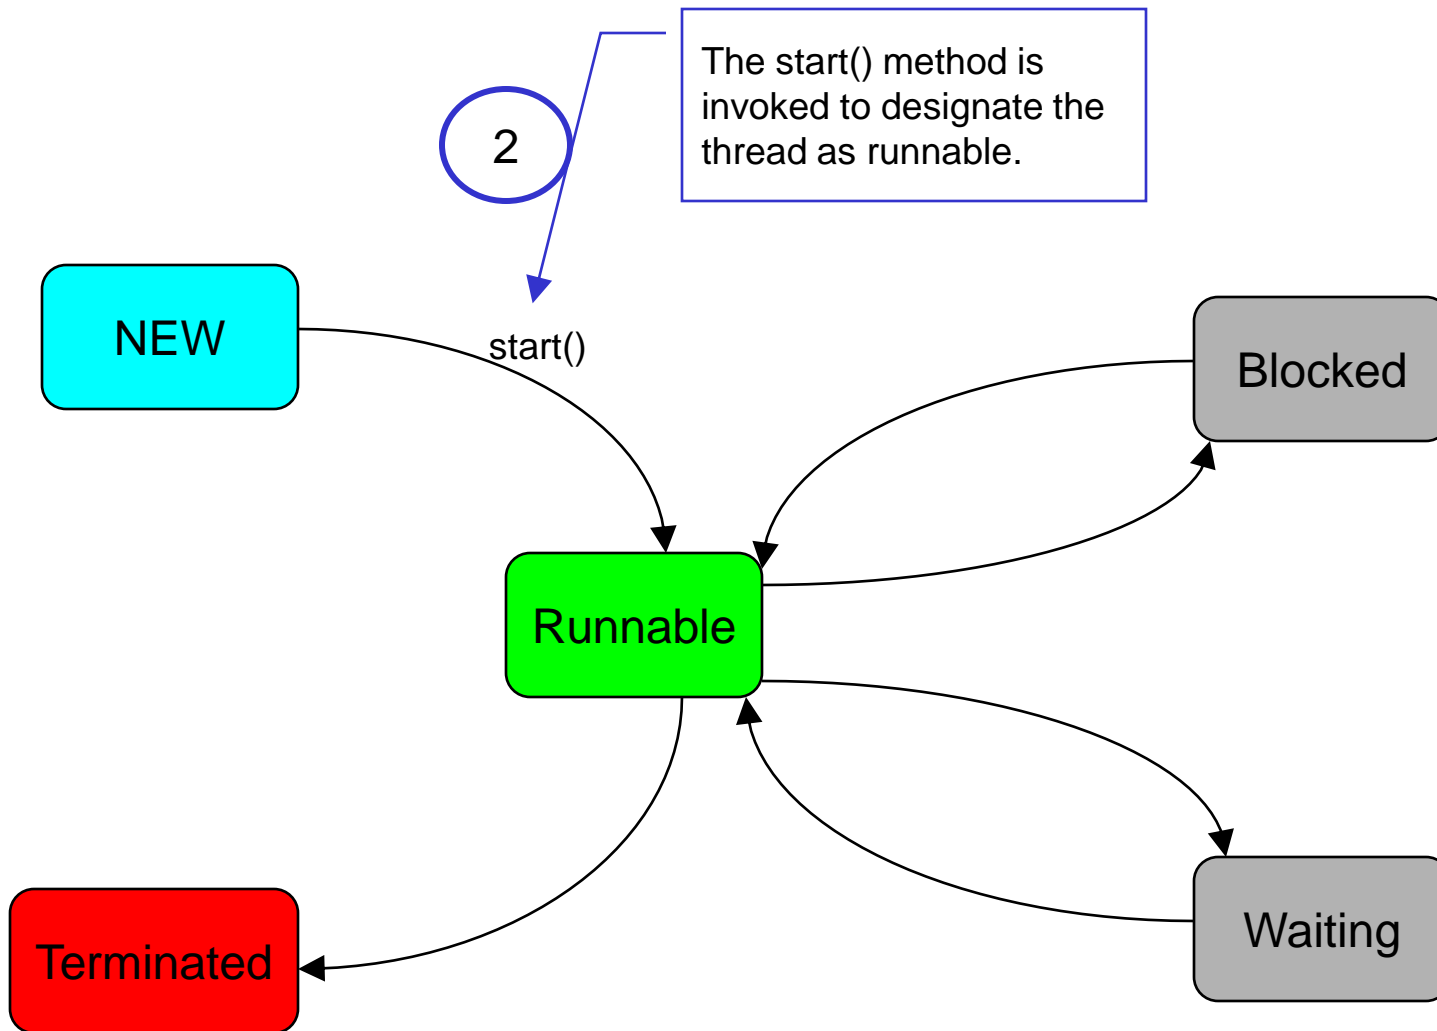 The start() method is
invoked to designate the
thread as runnable.
2
NEW
start()
Blocked
Runnable
Terminated
Waiting